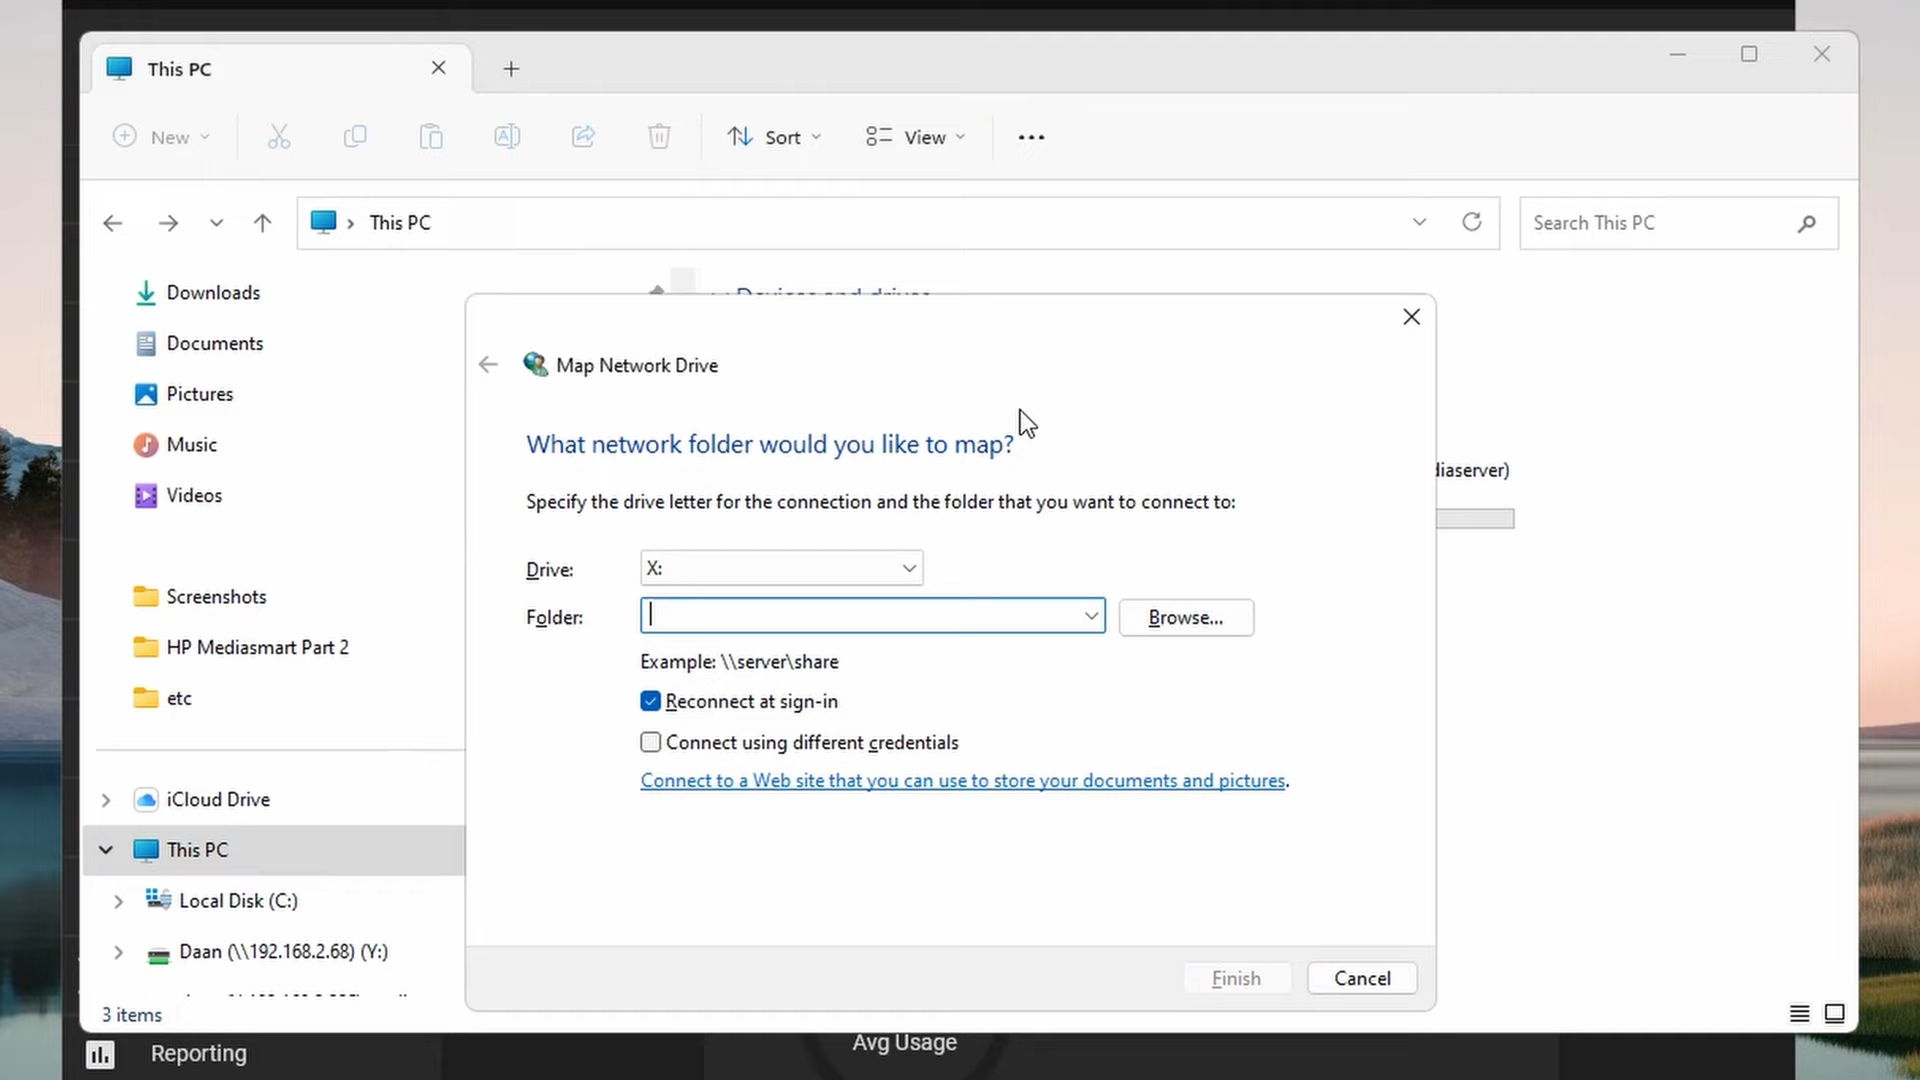 This PC
New
Sort
View
This PC
Search This PC
Downloads
Documents
Pictures
Music
Videos
Screenshots
HP Mediasmart Part 2
etc
iCloud Drive
This PC
Local Disk (C:)
Daan (\\192.168.2.68) (Y:)
3 items
Devices and drives
diaserver)
Map Network Drive
What network folder would you like to map?
Specify the drive letter for the connection and the folder that you want to connect to:
Drive: X:
Folder: Browse...
Example: \\server\share
Reconnect at sign-in
Connect using different credentials
Connect to a Web site that you can use to store your documents and pictures.
Finish Cancel
Reporting
Avg Usage